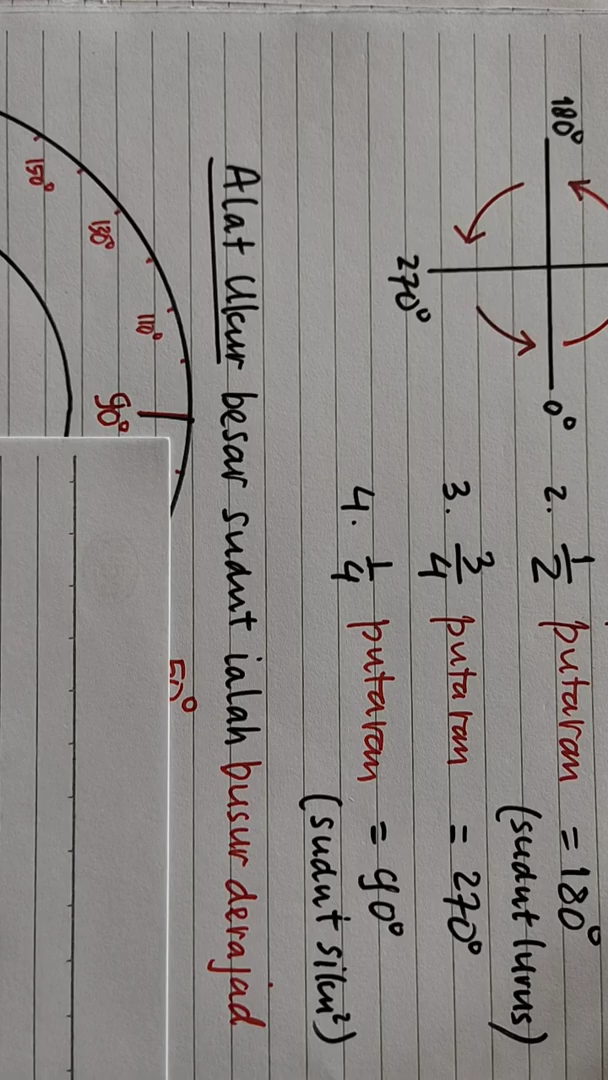 180°
270°
0°
2. 1/2 putaran = 180°
(sudut lurus)
3. 3/4 putaran = 270°
4. 1/4 putaran = 90°
(sudut siku²)
Alat Ukur besar sudut ialah busur derajad
150°
130°
110°
90°
50°